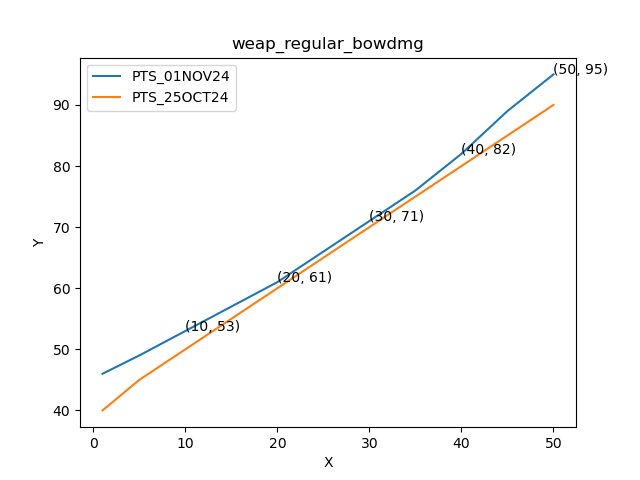 weap_regular_bowdmg
PTS_01NOV24
PTS_25OCT24
(50, 95)
(40, 82)
(30, 71)
(20, 61)
(10, 53)
90
80
70
60
50
40
Y
0 10 20 30 40 50
X